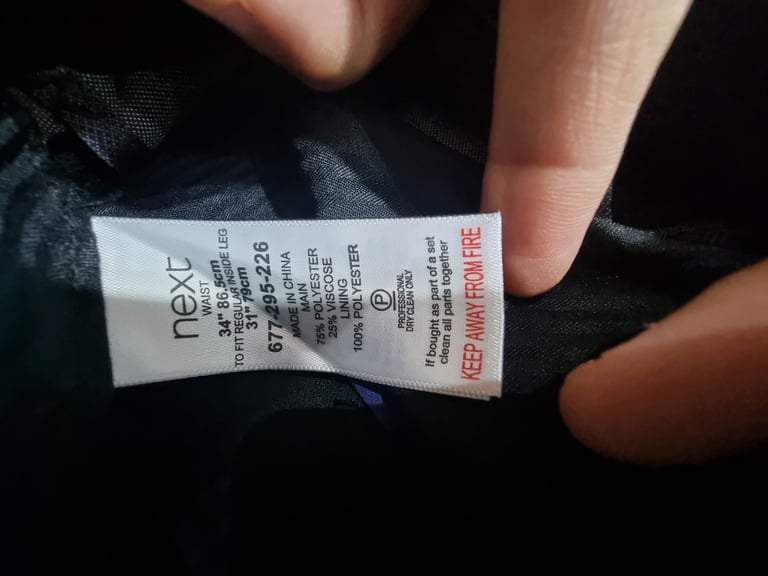 next
WAIST
34" 86.5cm
TO FIT REGULAR INSIDE LEG
31" 79cm
677-295-226
MADE IN CHINA
MAIN
75% POLYESTER
25% VISCOSE
LINING
100% POLYESTER
P
PROFESSIONAL
DRY CLEAN ONLY
If bought as part of a set
clean all parts together
KEEP AWAY FROM FIRE